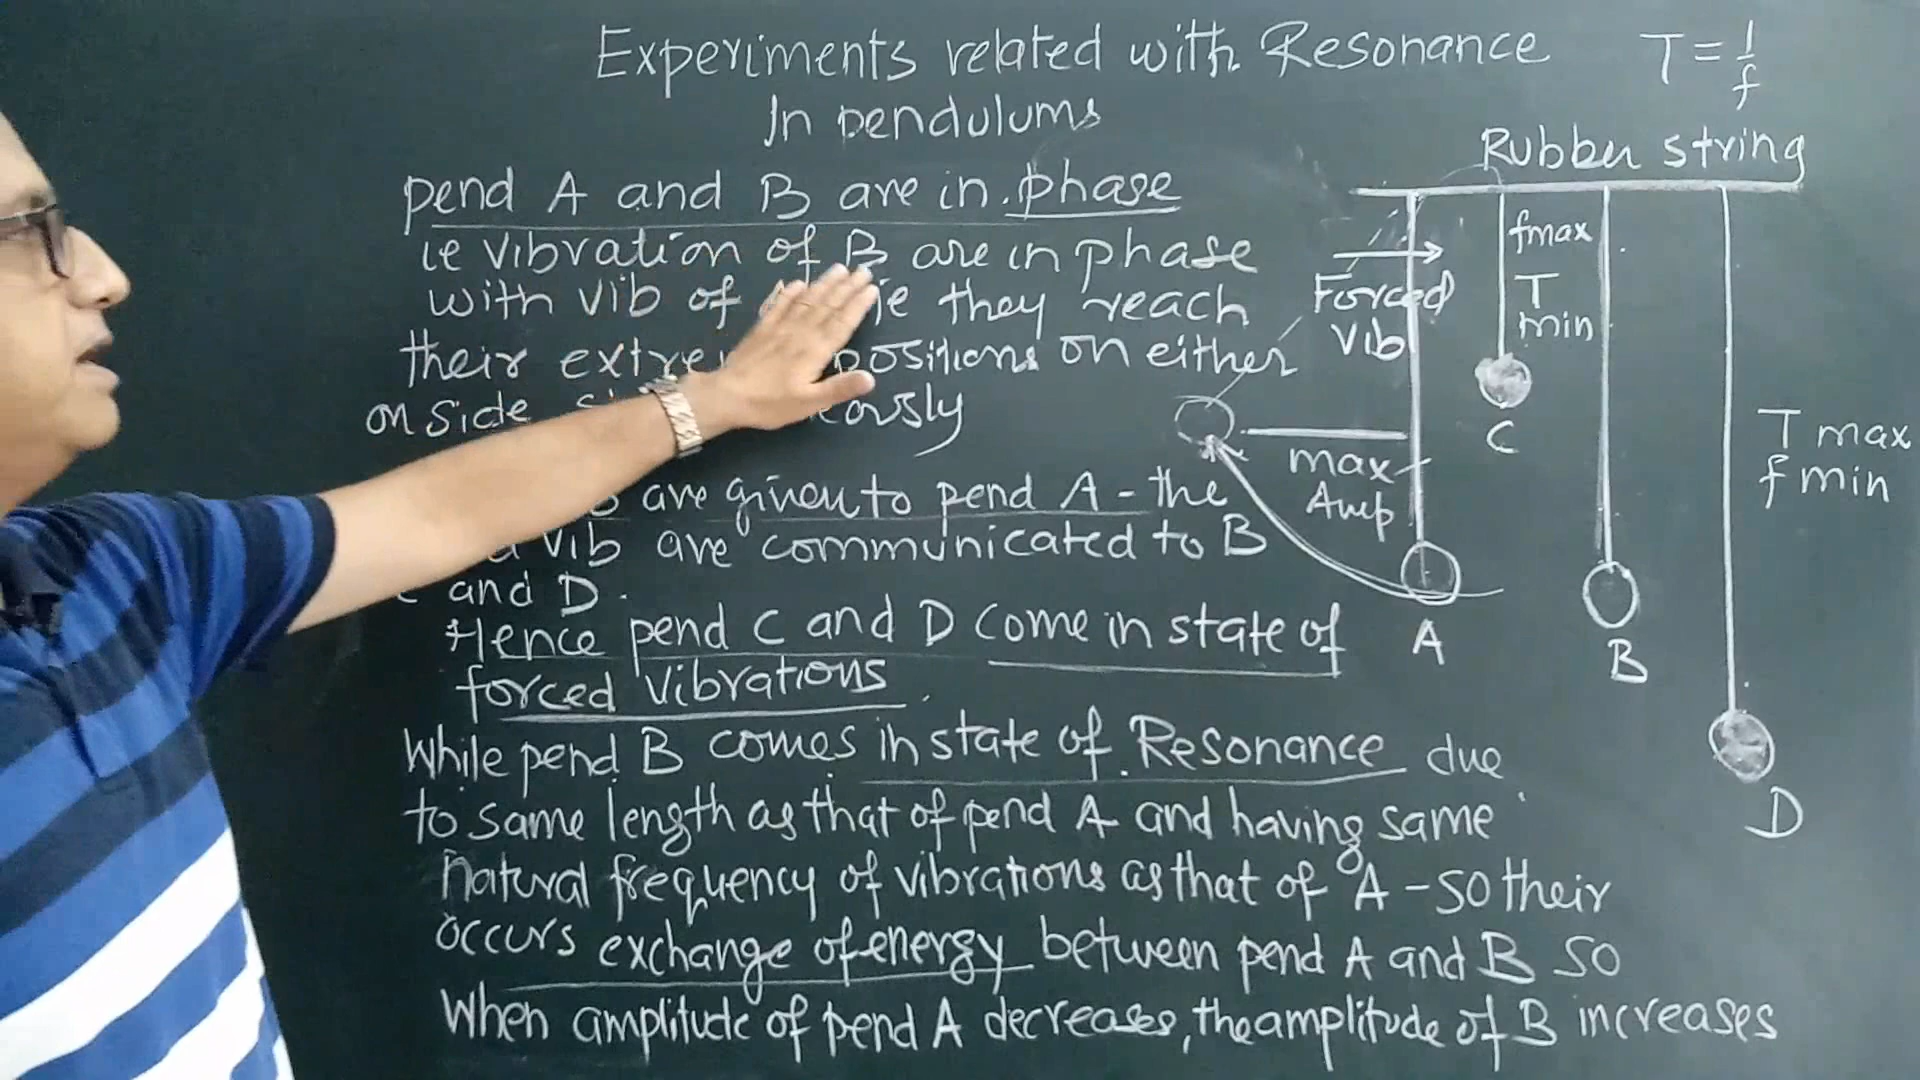 Experiments related with Resonance
In pendulums
T = 1/f
Rubber string
pend A and B are in phase
ie vibration of B are in phase
with vib of ie they reach
their positions on either
on side
are given to pend A - the
vib are communicated to B
and D.
Hence pend C and D come in state of
forced vibrations
While pend B comes in state of Resonance due
to same length as that of pend A and having same
natural frequency of vibrations as that of A - so their
occurs exchange of energy between pend A and B so
when amplitude of pend A decreases, the amplitude of B increases
Forced
Vib
max
Amp
A
fmax
T
min
C
B
T max
f min
D